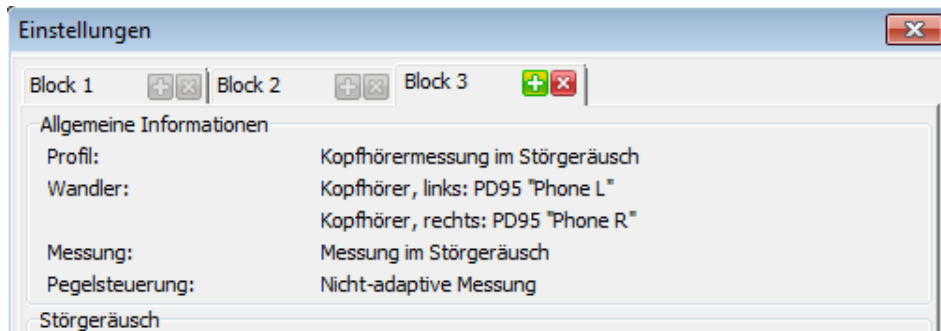 Einstellungen
Block 1 Block 2 Block 3
Allgemeine Informationen
Profil: Kopfhörermessung im Störgeräusch
Wandler: Kopfhörer, links: PD95 "Phone L"
Kopfhörer, rechts: PD95 "Phone R"
Messung: Messung im Störgeräusch
Pegelsteuerung: Nicht-adaptive Messung
Störgeräusch